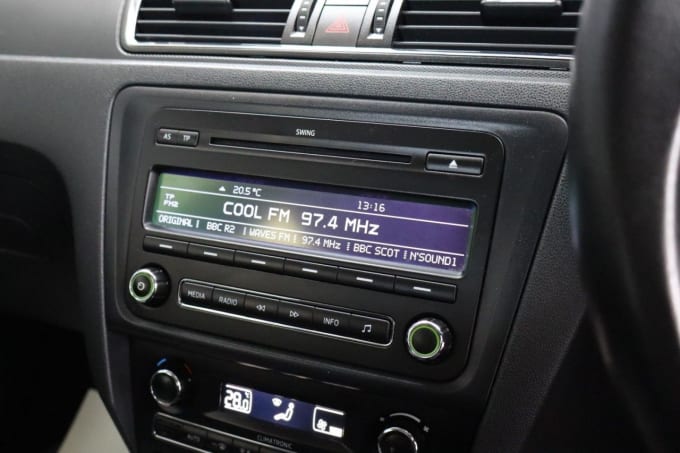 SWING
AS TP
20.5 °C
13:16
TP
FM2
COOL FM 97.4 MHz
ORIGINAL BBC R2 WAVES FM 97.4 MHz BBC SCOT N'SOUND1
MEDIA RADIO INFO
28.0 °C
AUTO
CLIMATRONIC